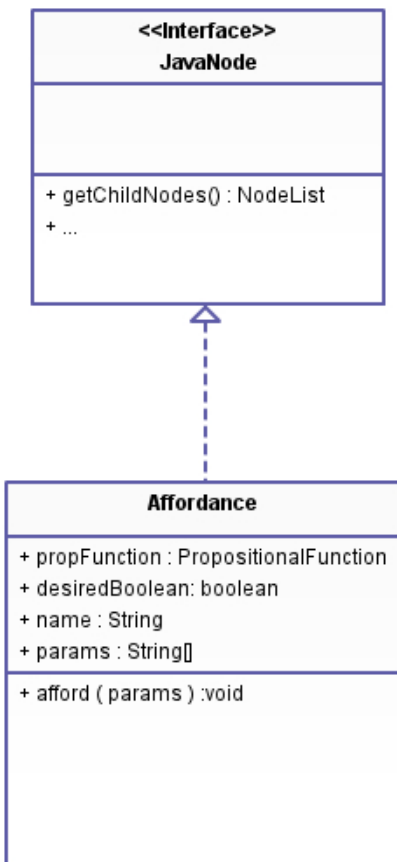 <<Interface>>
JavaNode
+ getChildNodes() : NodeList
+ ...
Affordance
+ propFunction : PropositionalFunction
+ desiredBoolean: boolean
+ name : String
+ params : String[]
+ afford ( params ) :void